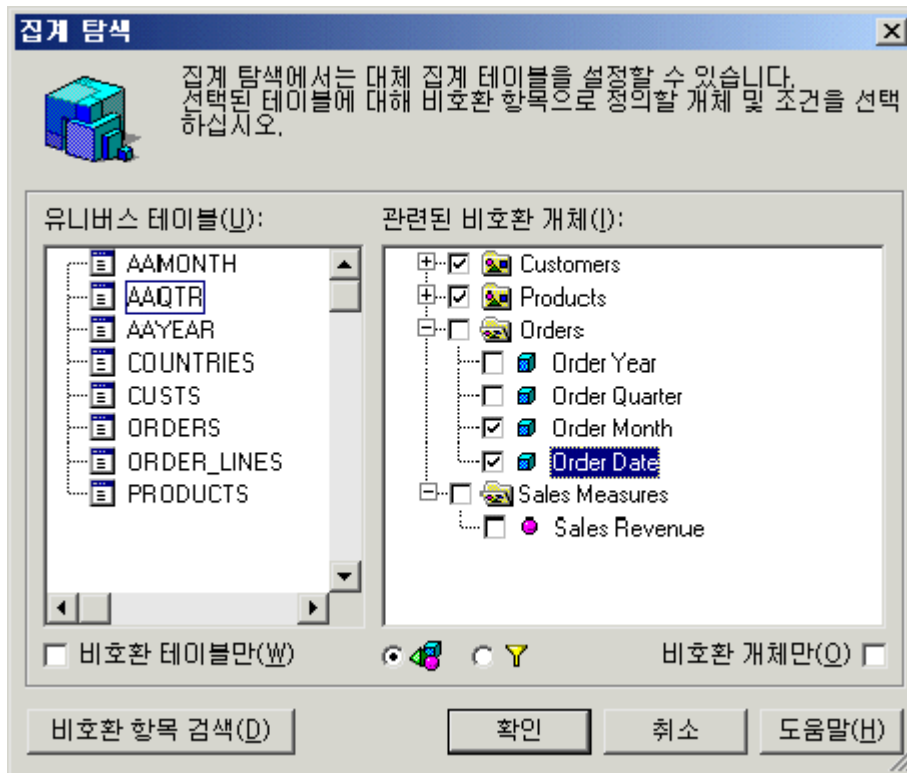 집계 탐색
집계 탐색에서는 대체 집계 테이블을 설정할 수 있습니다.
선택된 테이블에 대해 비호환 항목으로 정의할 개체 및 조건을 선택
하십시오.
유니버스 테이블(U):
AAMONTH
AAQTR
AAYEAR
COUNTRIES
CUSTS
ORDERS
ORDER_LINES
PRODUCTS
관련된 비호환 개체(I):
Customers
Products
Orders
Order Year
Order Quarter
Order Month
Order Date
Sales Measures
Sales Revenue
비호환 테이블만(W)
비호환 개체만(O)
비호환 항목 검색(D)
확인
취소
도움말(H)